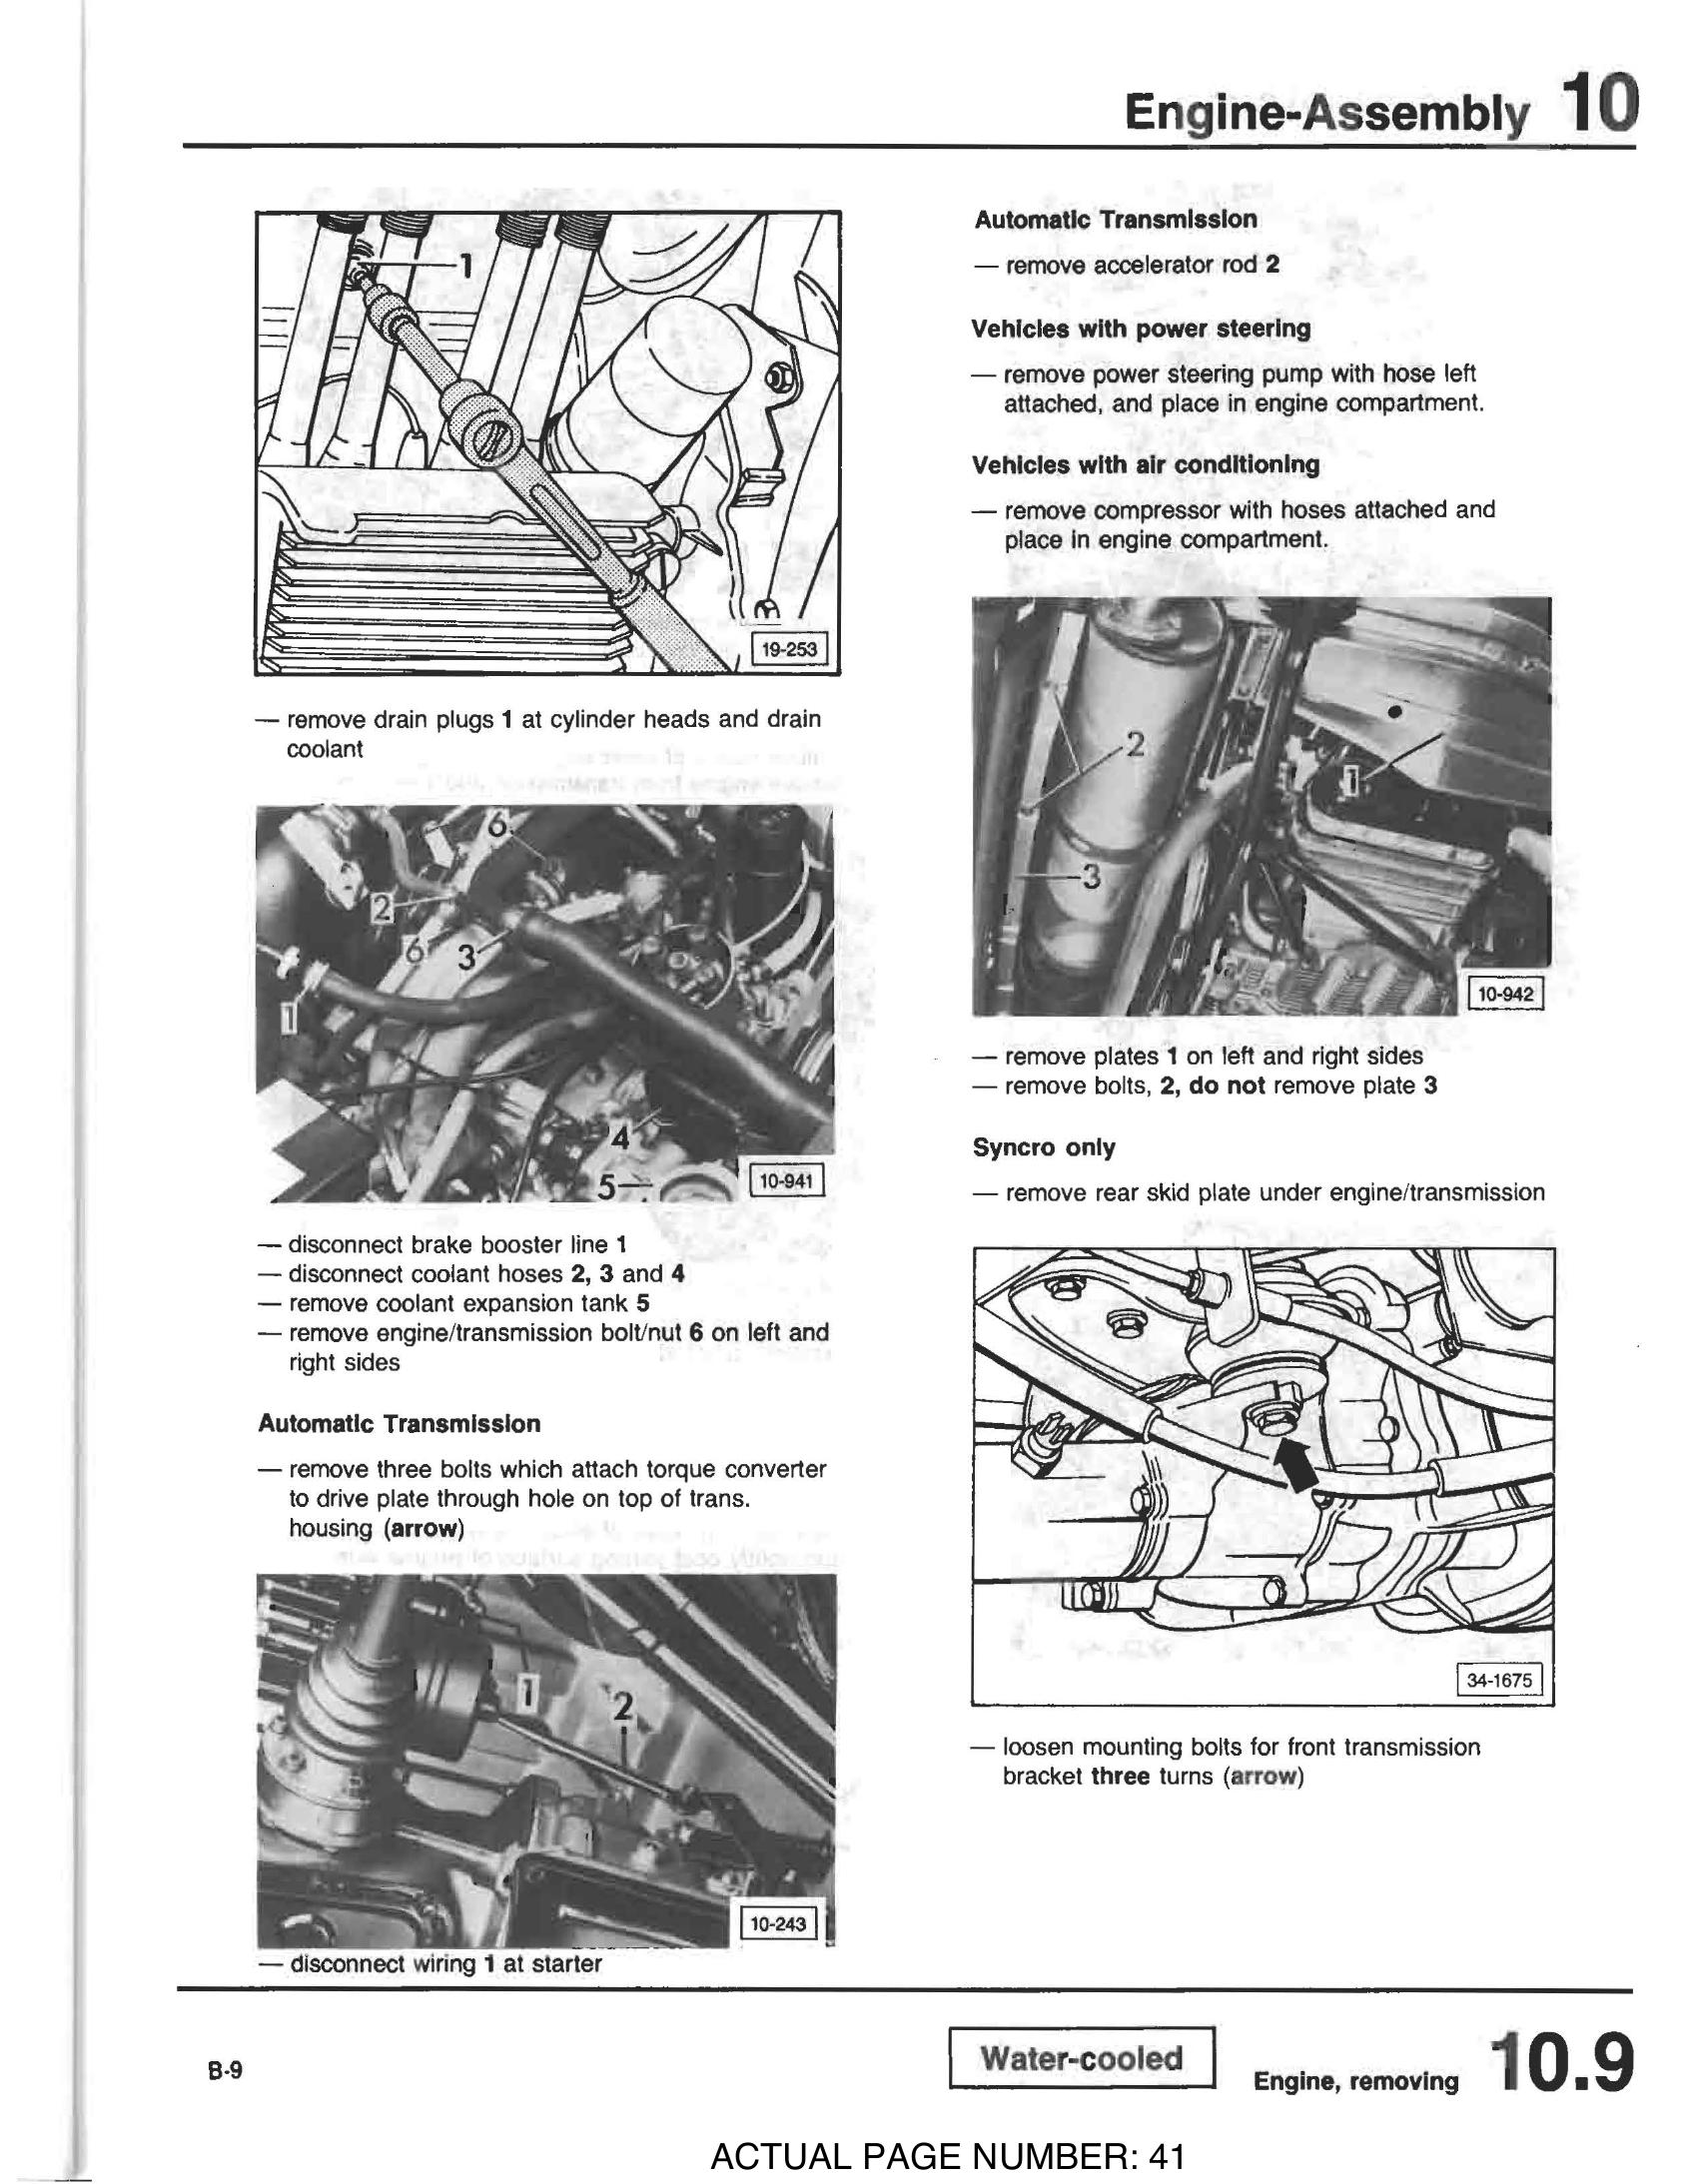 Engine-Assembly 10
1
19-253
— remove drain plugs 1 at cylinder heads and drain
coolant
6
2
6
3
1
4
5
10-941
— disconnect brake booster line 1
— disconnect coolant hoses 2, 3 and 4
— remove coolant expansion tank 5
— remove engine/transmission bolt/nut 6 on left and
right sides
Automatic Transmission
— remove three bolts which attach torque converter
to drive plate through hole on top of trans.
housing (arrow)
1
2
10-243
— disconnect wiring 1 at starter
Automatic Transmission
— remove accelerator rod 2
Vehicles with power steering
— remove power steering pump with hose left
attached, and place in engine compartment.
Vehicles with air conditioning
— remove compressor with hoses attached and
place in engine compartment.
2
1
3
10-942
— remove plates 1 on left and right sides
— remove bolts, 2, do not remove plate 3
Syncro only
— remove rear skid plate under engine/transmission
34-1675
— loosen mounting bolts for front transmission
bracket three turns (arrow)
B-9
Water-cooled
Engine, removing 10.9
ACTUAL PAGE NUMBER: 41